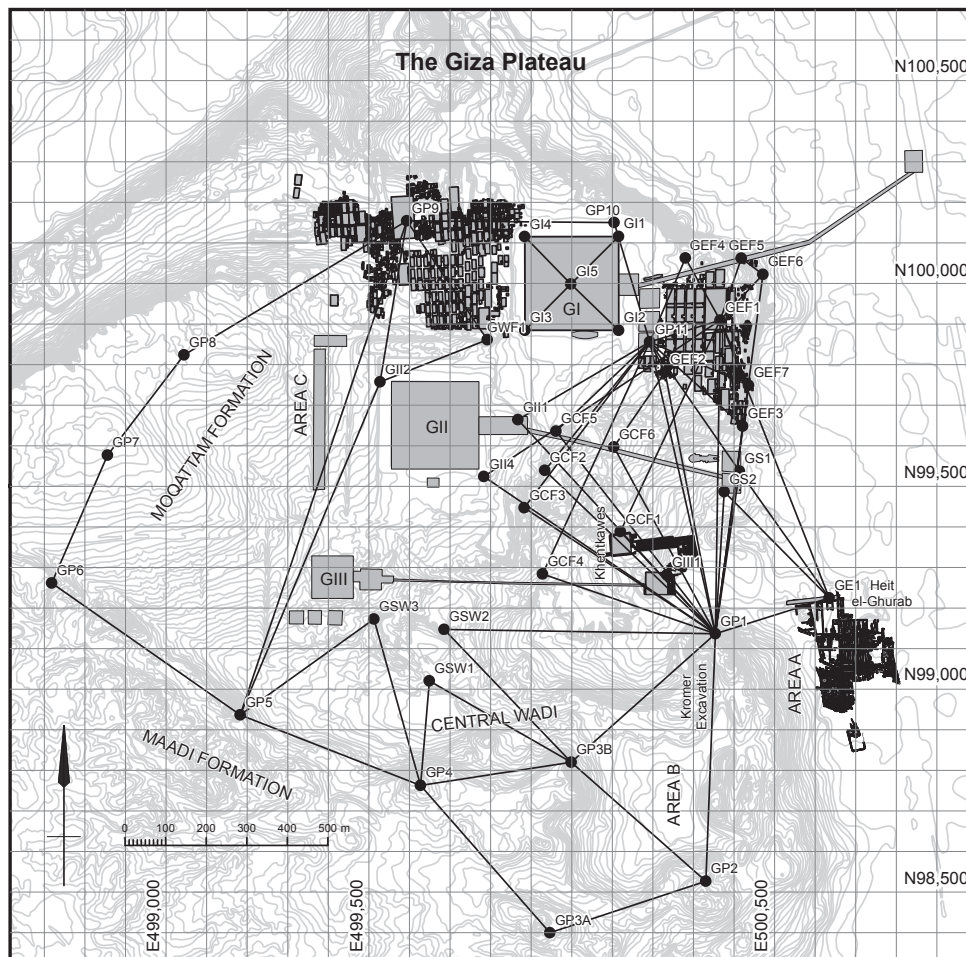 The Giza Plateau
N100,500
GP9
GP10
GI4
GI1
GEF4
GEF5
GEF6
GI5
N100,000
GI
GEF1
GI3
GI2
GP11
GWF1
GP8
GEF2
GII2
GEF7
MOQATTAM FORMATION
AREA C
GII
GII1
GCF5
GEF3
GCF6
GP7
GCF2
GS1
GII4
GS2
N99,500
GCF3
GCF1
Khentkawes
GCF4
GIII1
GIII
GP6
GE1 Heit
el-Ghurab
GSW3
GSW2
GP1
GSW1
N99,000
Kromer
Excavation
AREA A
GP5
CENTRAL WADI
MAADI FORMATION
GP3B
GP4
AREA B
0 100 200 300 400 500 m
GP2
N98,500
E499,000
E499,500
E500,500
GP3A